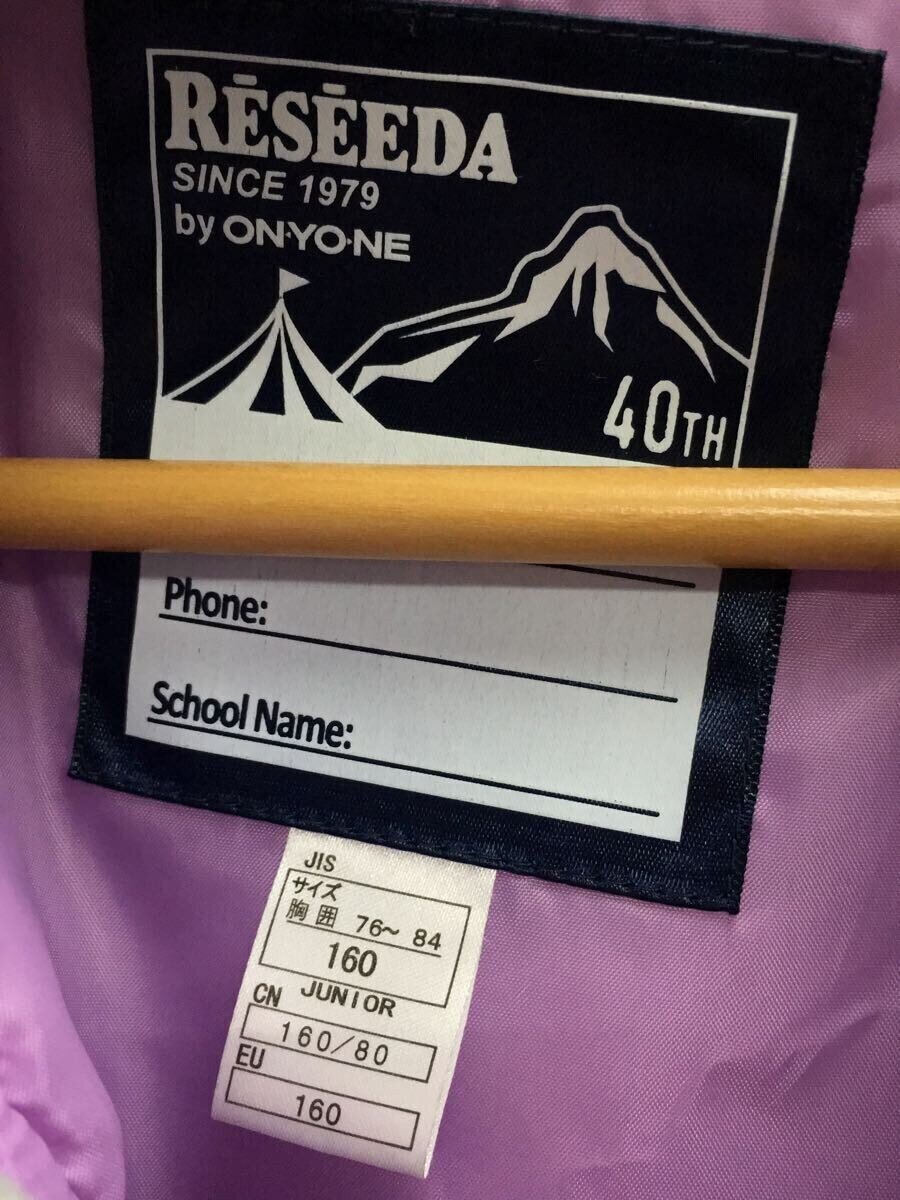 RĒSĒEDA
SINCE 1979
by ON·YO·NE
40TH
Phone:
School Name:
JIS
サイズ
胸囲 76~ 84
160
JUNIOR
CN
160/80
EU
160